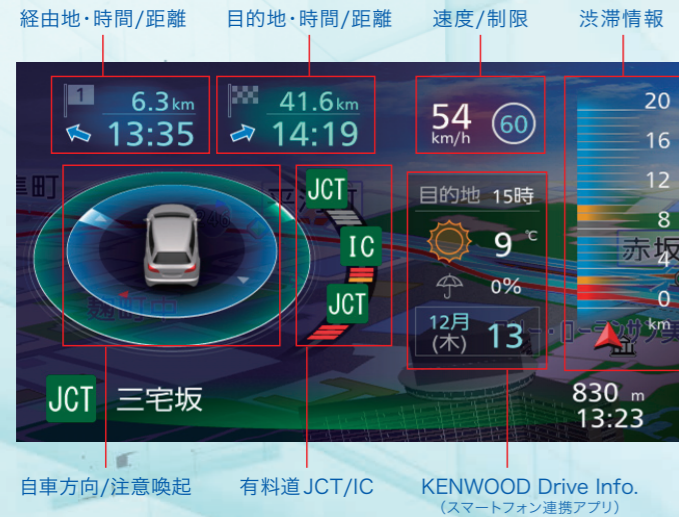 経由地・時間/距離
目的地・時間/距離
速度/制限
渋滞情報
1
6.3km
13:35
41.6km
14:19
54
km/h
60
20
16
12
8
4
0
km
目的地 15時
9℃
0%
12月
(木)
13
JCT
IC
JCT
赤坂
JCT 三宅坂
830 m
13:23
自車方向/注意喚起
有料道JCT/IC
KENWOOD Drive Info.
(スマートフォン連携アプリ)